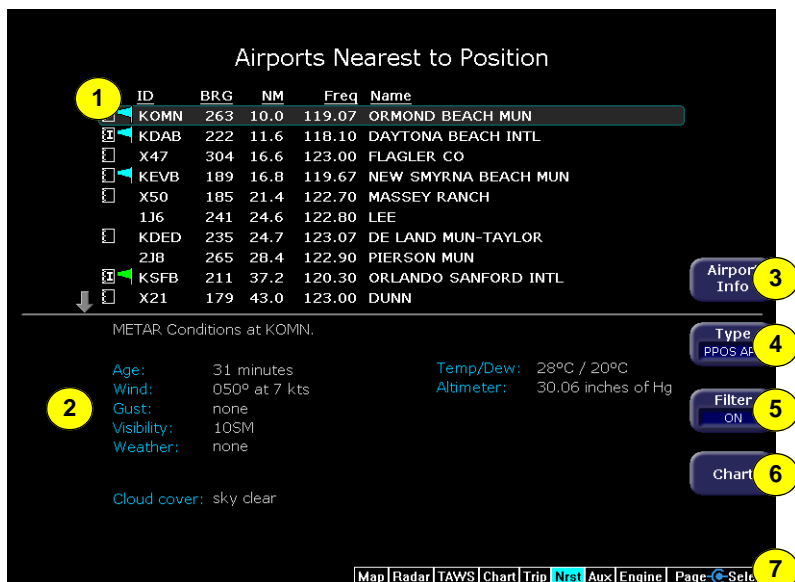 Airports Nearest to Position
ID BRG NM Freq Name
1
KOMN 263 10.0 119.07 ORMOND BEACH MUN
I KDAB 222 11.6 118.10 DAYTONA BEACH INTL
X47 304 16.6 123.00 FLAGLER CO
KEVB 189 16.8 119.67 NEW SMYRNA BEACH MUN
X50 185 21.4 122.70 MASSEY RANCH
1J6 241 24.6 122.80 LEE
KDED 235 24.7 123.07 DE LAND MUN-TAYLOR
2J8 265 28.4 122.90 PIERSON MUN
I KSFB 211 37.2 120.30 ORLANDO SANFORD INTL
X21 179 43.0 123.00 DUNN
Airport
Info
3
METAR Conditions at KOMN.
Type
PPOS AP
4
Age: 31 minutes Temp/Dew: 28ºC / 20ºC
Wind: 050º at 7 kts Altimeter: 30.06 inches of Hg
2
Gust: none
Visibility: 10SM
Weather: none
Filter
ON
5
Chart
6
Cloud cover: sky clear
Map Radar TAWS Chart Trip Nrst Aux Engine Page Sele
7